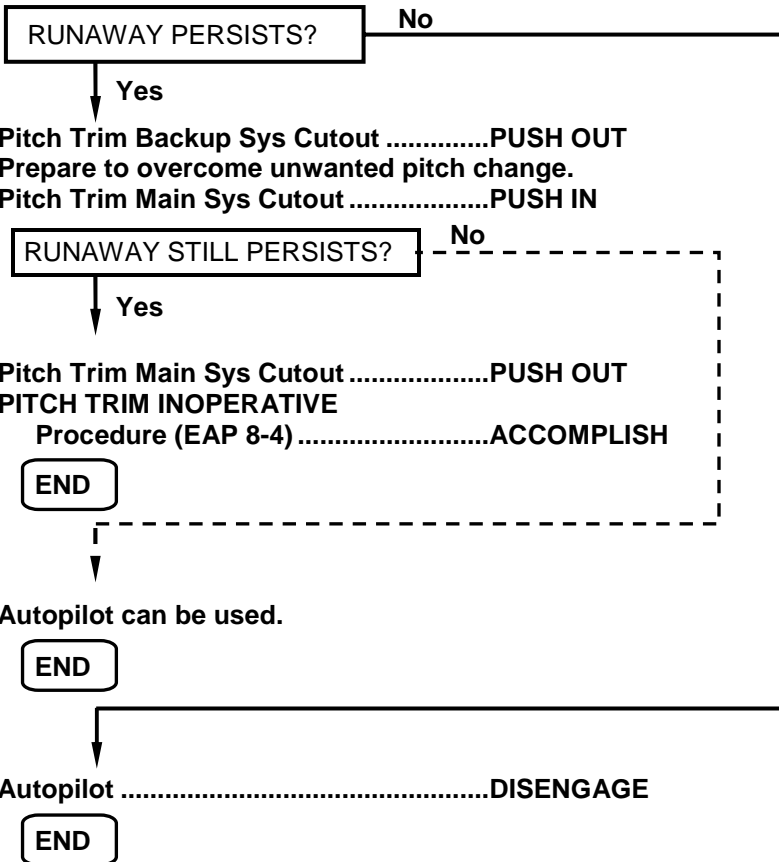 RUNAWAY PERSISTS?
No
Yes
Pitch Trim Backup Sys Cutout ..............PUSH OUT
Prepare to overcome unwanted pitch change.
Pitch Trim Main Sys Cutout ...................PUSH IN
RUNAWAY STILL PERSISTS?
No
Yes
Pitch Trim Main Sys Cutout ...................PUSH OUT
PITCH TRIM INOPERATIVE
Procedure (EAP 8-4) ..........................ACCOMPLISH
END
Autopilot can be used.
END
Autopilot ..................................................DISENGAGE
END